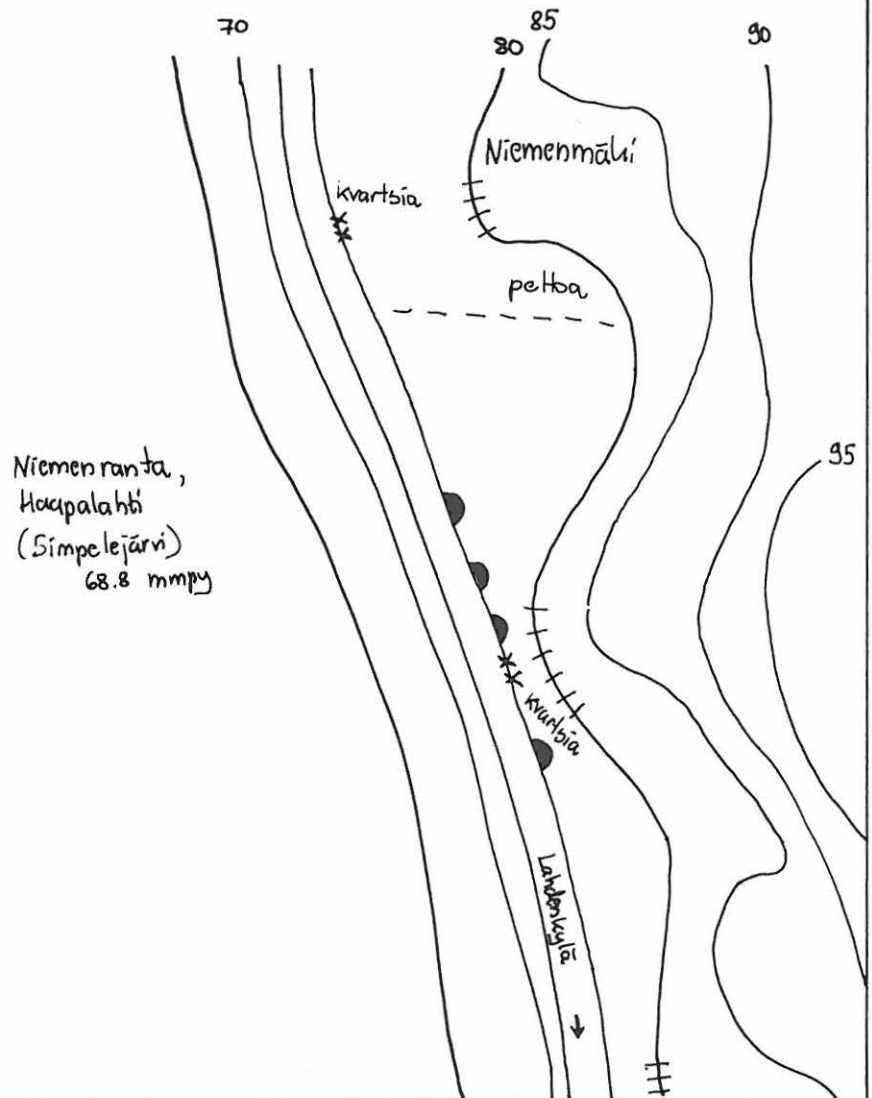 70
80
85
90
Niemenmäki
kvartsia
peltoa
95
Niemenranta,
Haapalahti
(Simpelejärvi)
68.8 mmpy
kvartsia
Lahdenkylä